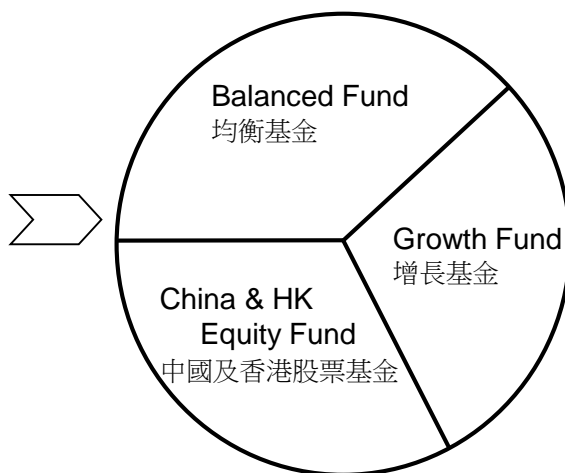 Balanced Fund
均衡基金
Growth Fund
增長基金
China & HK
Equity Fund
中國及香港股票基金